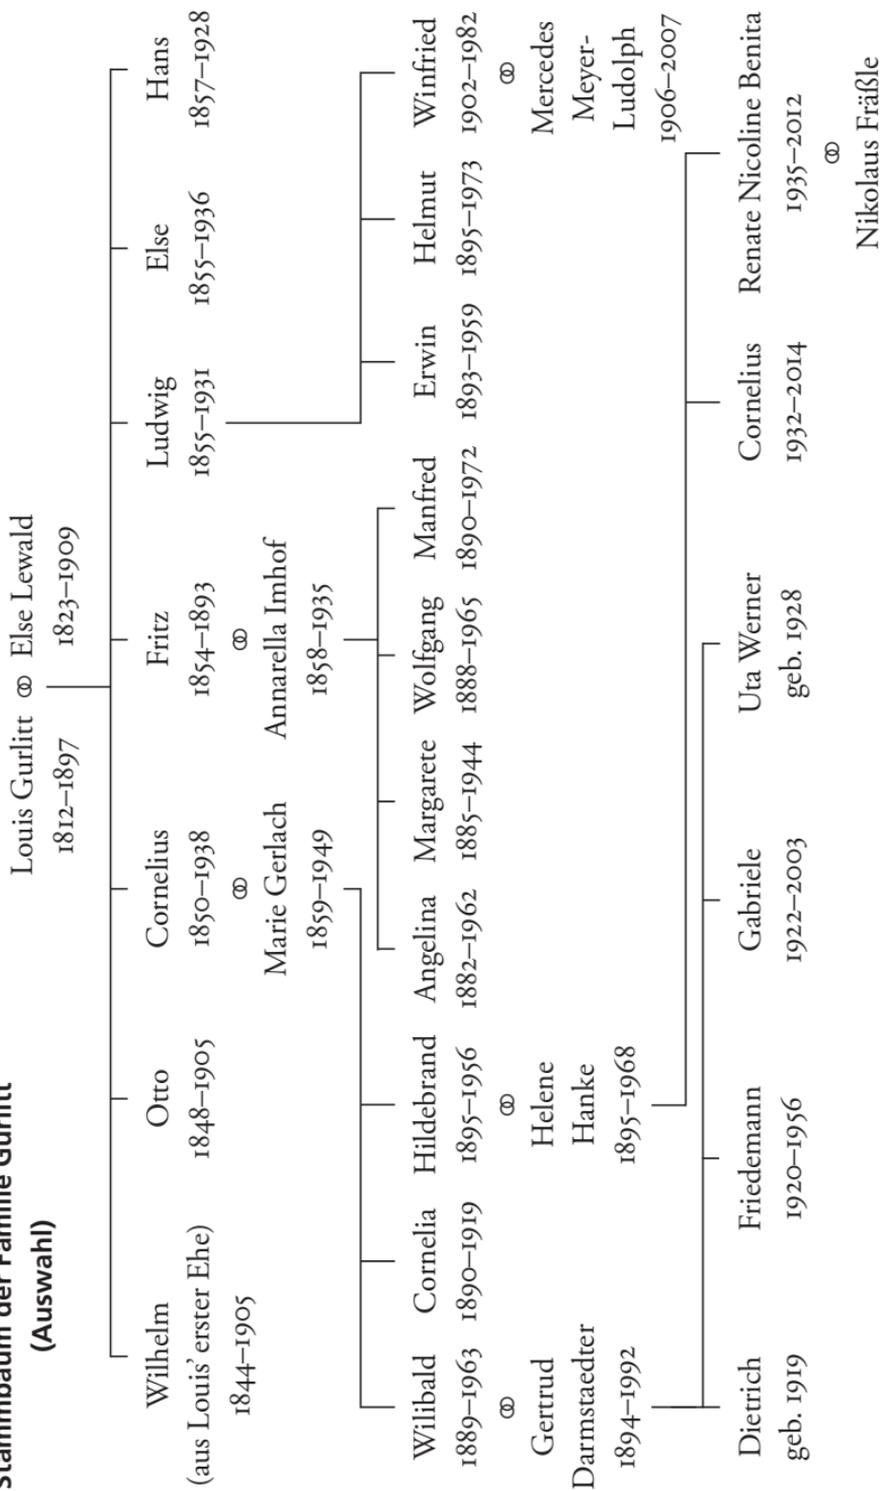 Stammbaum der Familie Gurlitt
(Auswahl)
Louis Gurlitt ⚭ Else Lewald
1812–1897 1823–1909
Wilhelm Otto Cornelius Fritz Ludwig Else Hans
(aus Louis’ erster Ehe) 1848–1905 1850–1938 1854–1893 1855–1931 1855–1936 1857–1928
1844–1905 ⚭ ⚭
Marie Gerlach Annarella Imhof
1859–1949 1858–1935
Wilibald Cornelia Hildebrand Angelina Margarete Wolfgang Manfred Erwin Helmut Winfried
1889–1963 1890–1919 1895–1956 1882–1962 1885–1944 1888–1965 1890–1972 1893–1959 1895–1973 1902–1982
⚭ ⚭ ⚭
Gertrud Helene Mercedes
Darmstaedter Hanke Meyer-
1894–1992 1895–1968 Ludolph
1906–2007
Dietrich Friedemann Gabriele Uta Werner Cornelius Renate Nicoline Benita
geb. 1919 1920–1956 1922–2003 geb. 1928 1932–2014 1935–2012
⚭
Nikolaus Fräßle